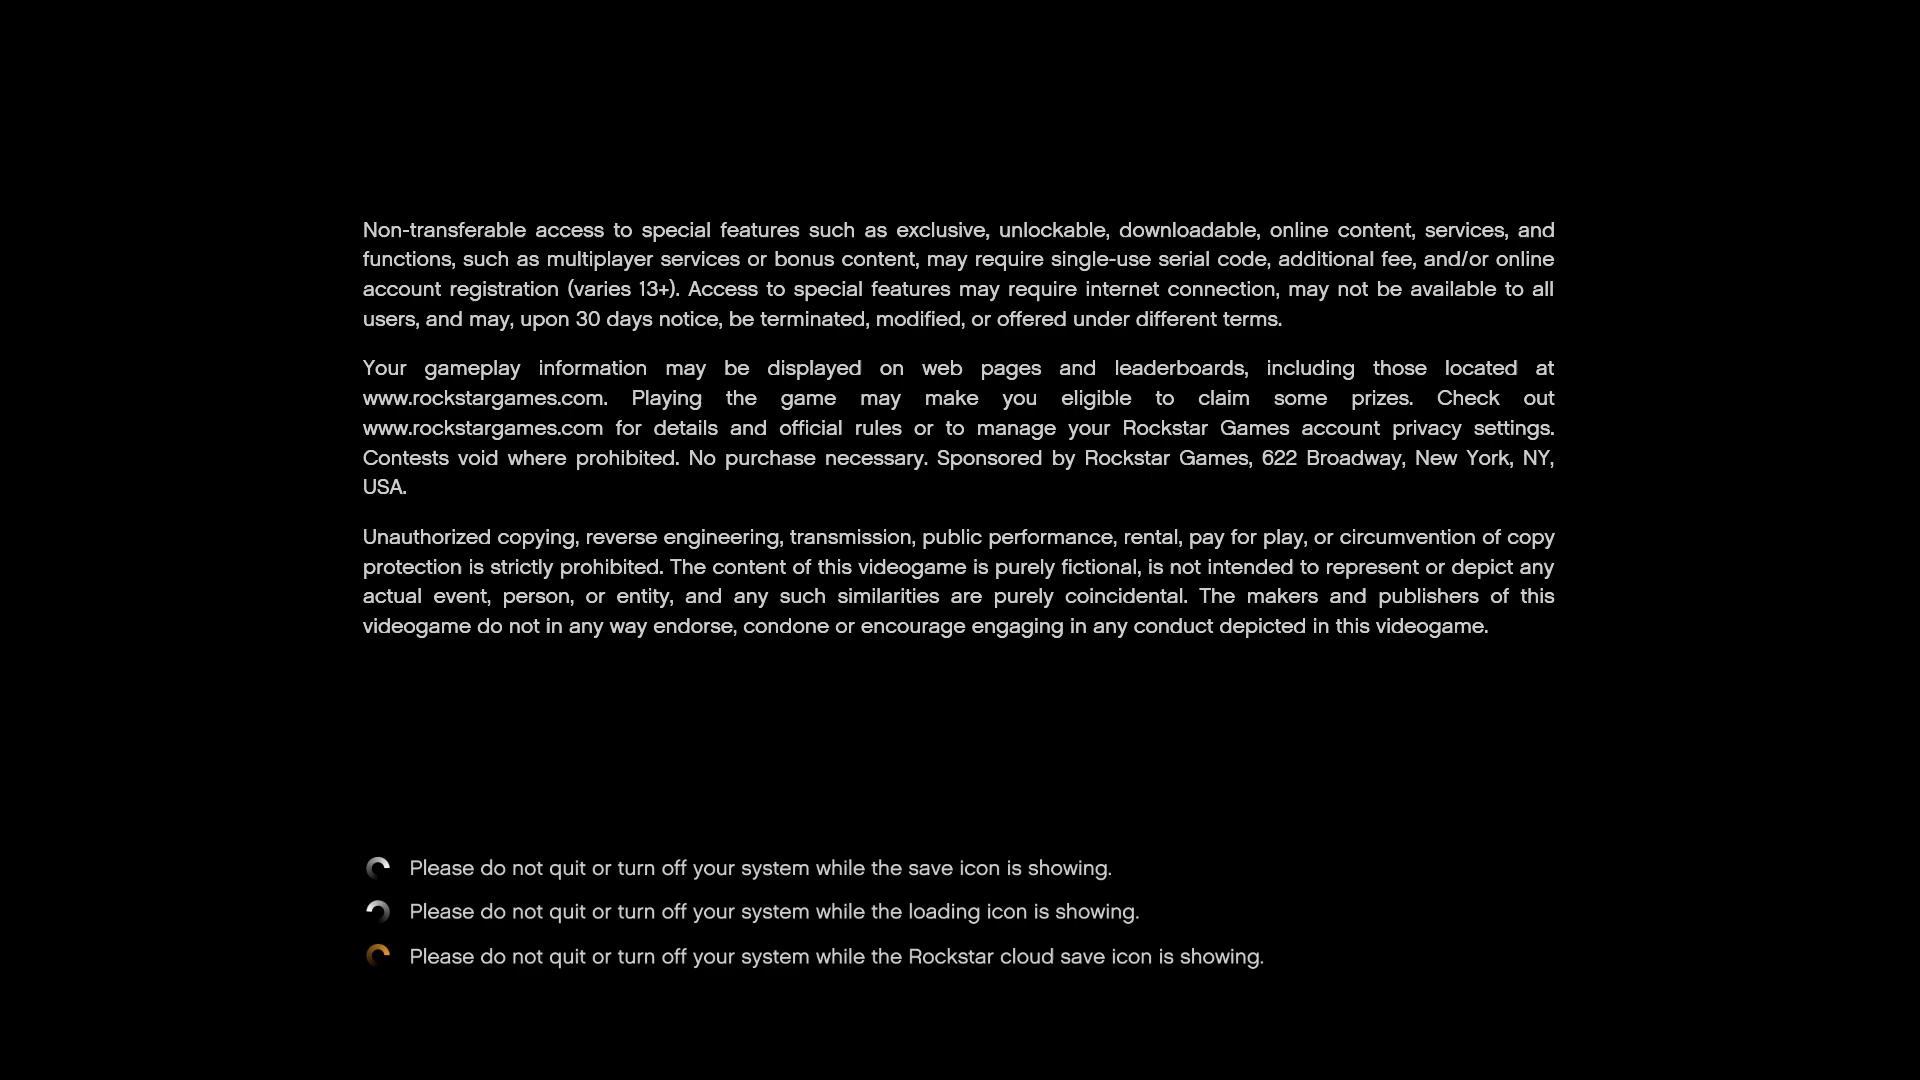 Non-transferable access to special features such as exclusive, unlockable, downloadable, online content, services, and
functions, such as multiplayer services or bonus content, may require single-use serial code, additional fee, and/or online
account registration (varies 13+). Access to special features may require internet connection, may not be available to all
users, and may, upon 30 days notice, be terminated, modified, or offered under different terms.
Your gameplay information may be displayed on web pages and leaderboards, including those located at
www.rockstargames.com. Playing the game may make you eligible to claim some prizes. Check out
www.rockstargames.com for details and official rules or to manage your Rockstar Games account privacy settings.
Contests void where prohibited. No purchase necessary. Sponsored by Rockstar Games, 622 Broadway, New York, NY,
USA.
Unauthorized copying, reverse engineering, transmission, public performance, rental, pay for play, or circumvention of copy
protection is strictly prohibited. The content of this videogame is purely fictional, is not intended to represent or depict any
actual event, person, or entity, and any such similarities are purely coincidental. The makers and publishers of this
videogame do not in any way endorse, condone or encourage engaging in any conduct depicted in this videogame.
Please do not quit or turn off your system while the save icon is showing.
Please do not quit or turn off your system while the loading icon is showing.
Please do not quit or turn off your system while the Rockstar cloud save icon is showing.